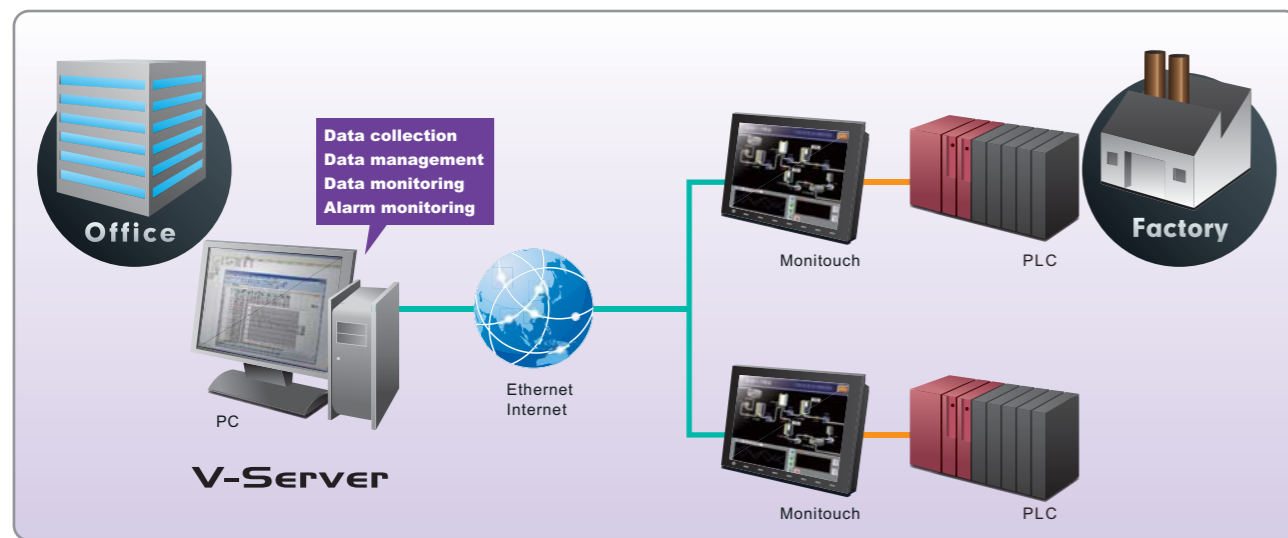 Office
Data collection
Data management
Data monitoring
Alarm monitoring
Factory
Monitouch
PLC
PC
Ethernet
Internet
V-Server
Monitouch
PLC